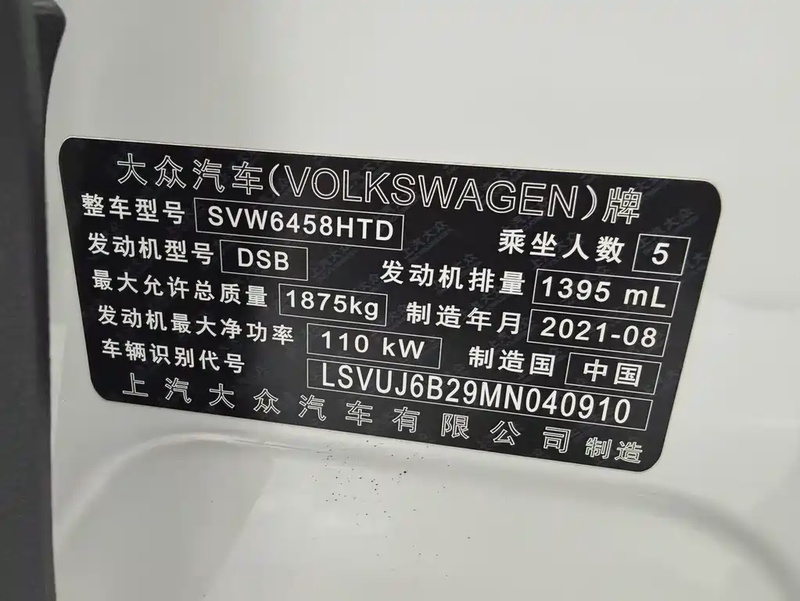 大众汽车(VOLKSWAGEN)牌
整车型号 SVW6458HTD 乘坐人数 5
发动机型号 DSB 发动机排量 1395 mL
最大允许总质量 1875kg 制造年月 2021-08
发动机最大净功率 110 kW 制造国 中国
车辆识别代号 LSVUJ6B29MN040910
上汽大众汽车有限公司 制造